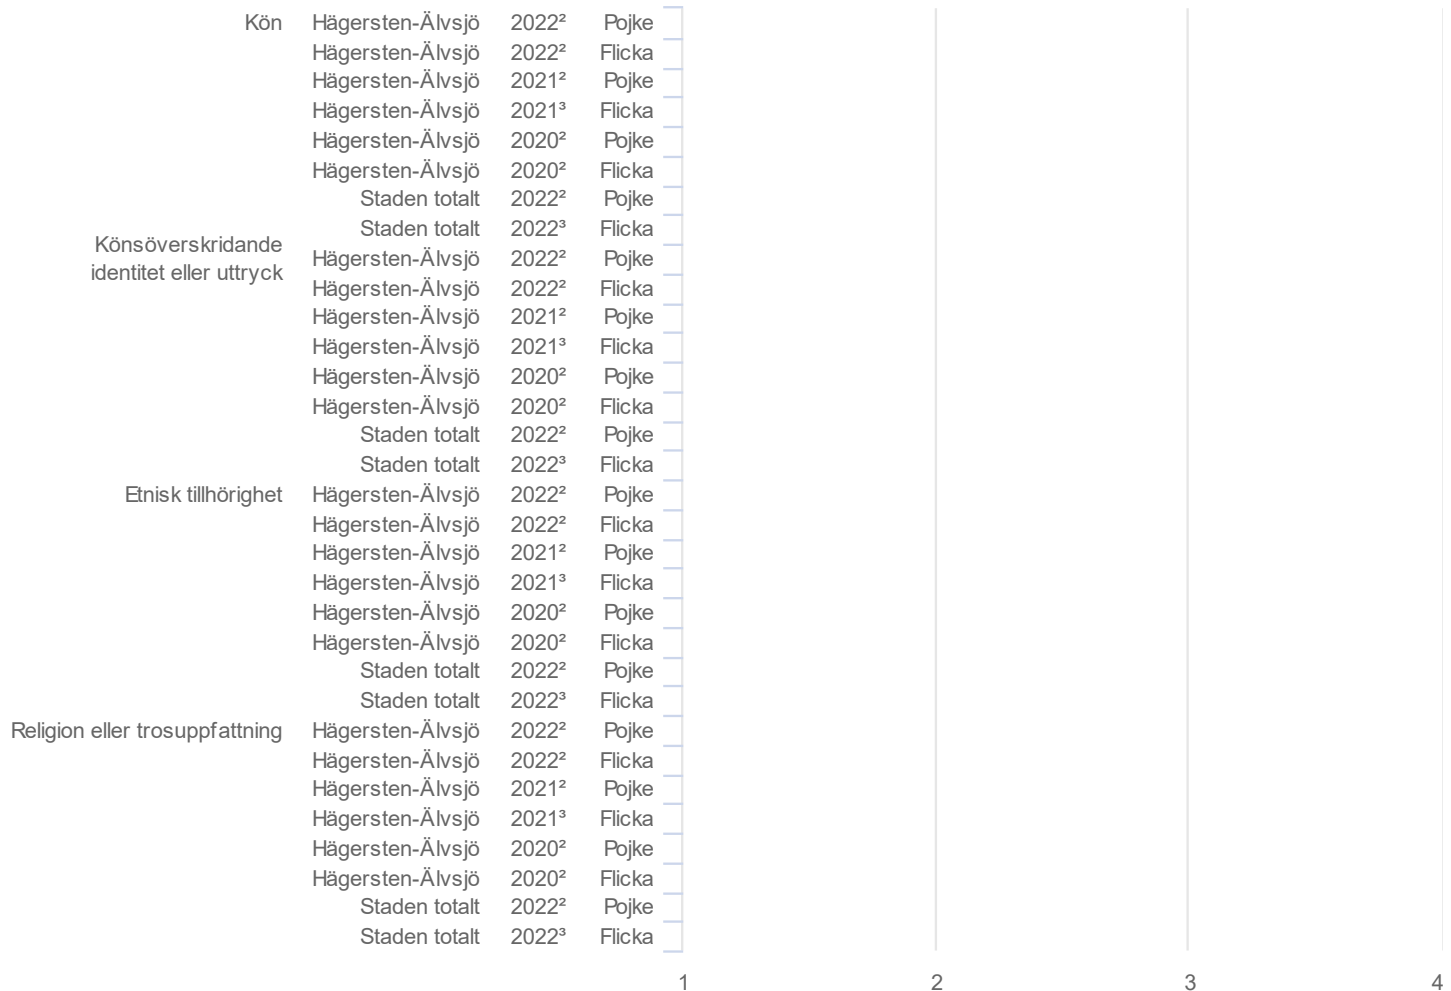 Kön Hägersten-Älvsjö 2022² Pojke
Hägersten-Älvsjö 2022² Flicka
Hägersten-Älvsjö 2021² Pojke
Hägersten-Älvsjö 2021³ Flicka
Hägersten-Älvsjö 2020² Pojke
Hägersten-Älvsjö 2020² Flicka
Staden totalt 2022² Pojke
Staden totalt 2022³ Flicka
Könsöverskridande
identitet eller uttryck
Hägersten-Älvsjö 2022² Pojke
Hägersten-Älvsjö 2022² Flicka
Hägersten-Älvsjö 2021² Pojke
Hägersten-Älvsjö 2021³ Flicka
Hägersten-Älvsjö 2020² Pojke
Hägersten-Älvsjö 2020² Flicka
Staden totalt 2022² Pojke
Staden totalt 2022³ Flicka
Etnisk tillhörighet Hägersten-Älvsjö 2022² Pojke
Hägersten-Älvsjö 2022² Flicka
Hägersten-Älvsjö 2021² Pojke
Hägersten-Älvsjö 2021³ Flicka
Hägersten-Älvsjö 2020² Pojke
Hägersten-Älvsjö 2020² Flicka
Staden totalt 2022² Pojke
Staden totalt 2022³ Flicka
Religion eller trosuppfattning Hägersten-Älvsjö 2022² Pojke
Hägersten-Älvsjö 2022² Flicka
Hägersten-Älvsjö 2021² Pojke
Hägersten-Älvsjö 2021³ Flicka
Hägersten-Älvsjö 2020² Pojke
Hägersten-Älvsjö 2020² Flicka
Staden totalt 2022² Pojke
Staden totalt 2022³ Flicka
1 2 3 4